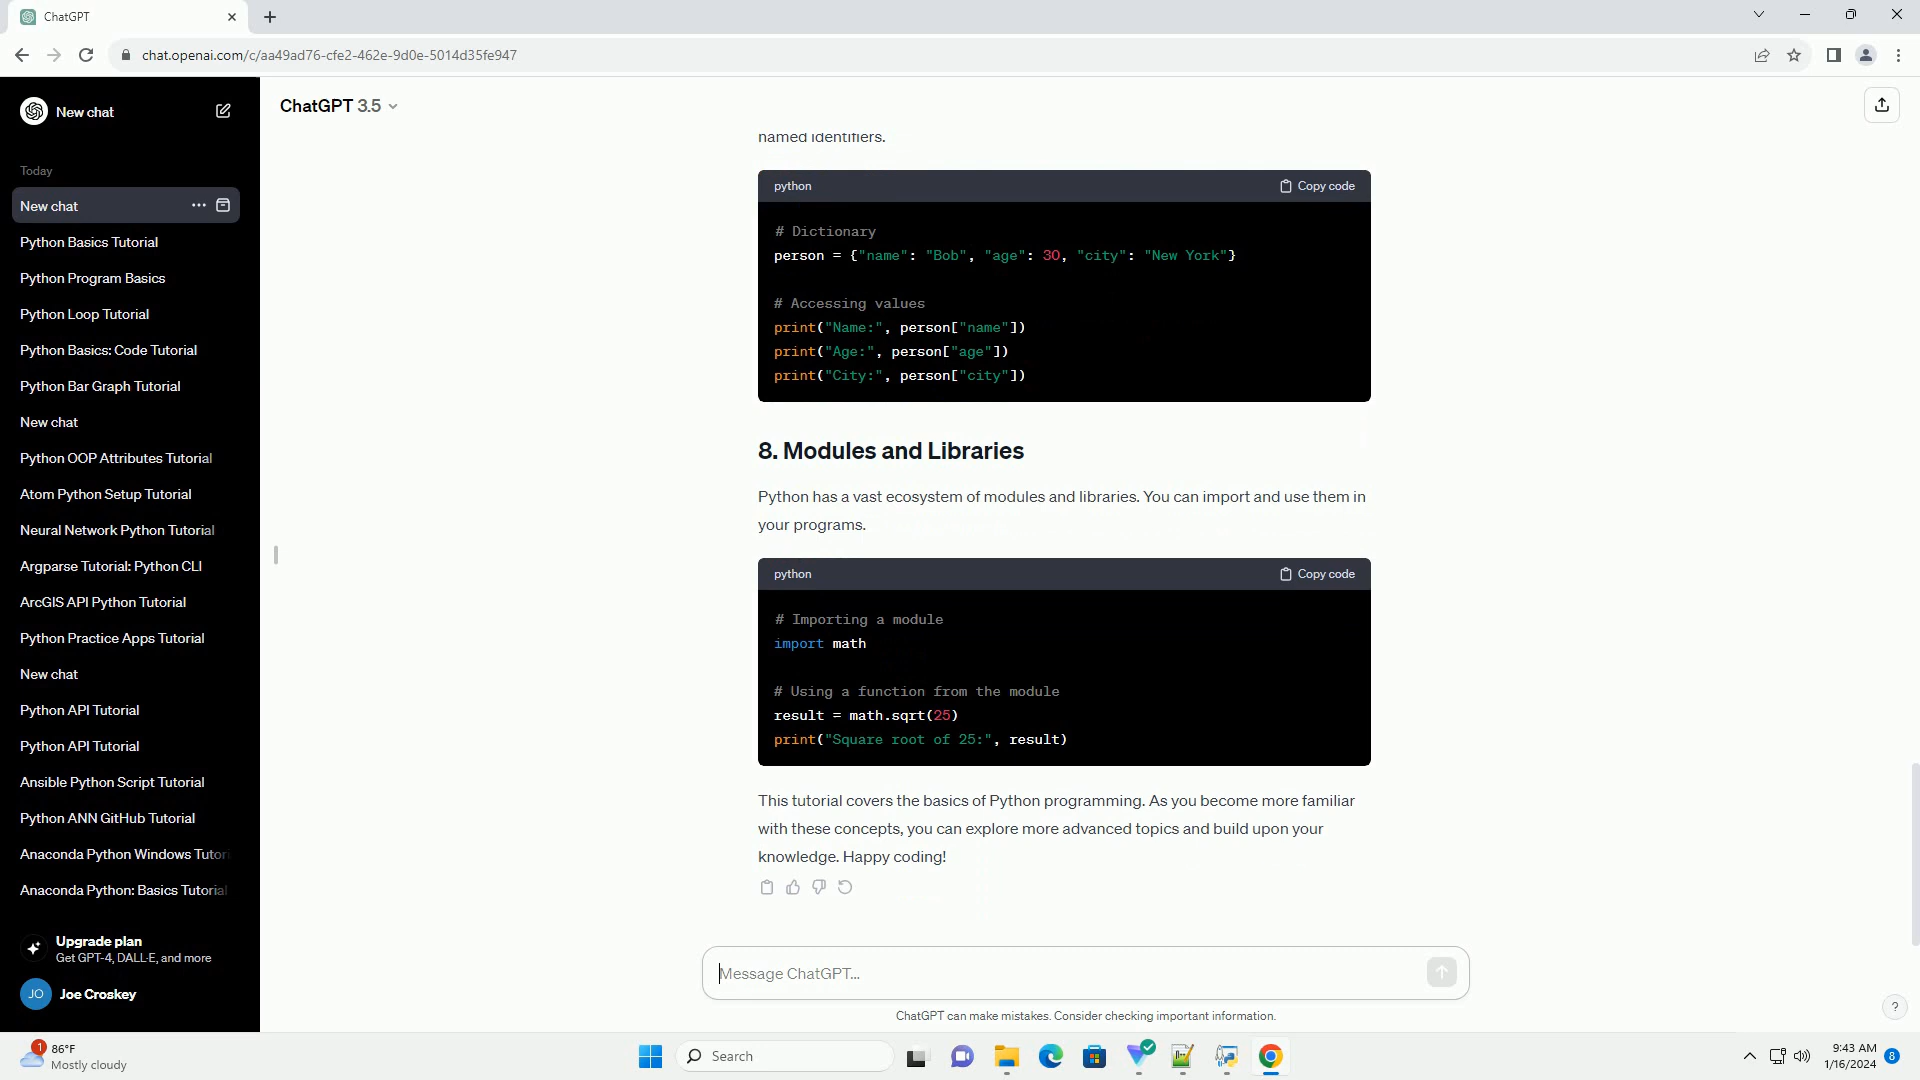 ChatGPT
chat.openai.com/c/aa49ad76-cfe2-462e-9d0e-5014d35fe947
New chat
Today
New chat
Python Basics Tutorial
Python Program Basics
Python Loop Tutorial
Python Basics: Code Tutorial
Python Bar Graph Tutorial
New chat
Python OOP Attributes Tutorial
Atom Python Setup Tutorial
Neural Network Python Tutorial
Argparse Tutorial: Python CLI
ArcGIS API Python Tutorial
Python Practice Apps Tutorial
New chat
Python API Tutorial
Python API Tutorial
Ansible Python Script Tutorial
Python ANN GitHub Tutorial
Anaconda Python Windows Tutori
Anaconda Python: Basics Tutorial
Upgrade plan
Get GPT-4, DALL·E, and more
JO Joe Croskey
ChatGPT 3.5
named identifiers.
python Copy code
# Dictionary
person = {"name": "Bob", "age": 30, "city": "New York"}
# Accessing values
print("Name:", person["name"])
print("Age:", person["age"])
print("City:", person["city"])
8. Modules and Libraries
Python has a vast ecosystem of modules and libraries. You can import and use them in
your programs.
python Copy code
# Importing a module
import math
# Using a function from the module
result = math.sqrt(25)
print("Square root of 25:", result)
This tutorial covers the basics of Python programming. As you become more familiar
with these concepts, you can explore more advanced topics and build upon your
knowledge. Happy coding!
Message ChatGPT...
ChatGPT can make mistakes. Consider checking important information.
?
1
86°F
Mostly cloudy
Search
9:43 AM
1/16/2024
8